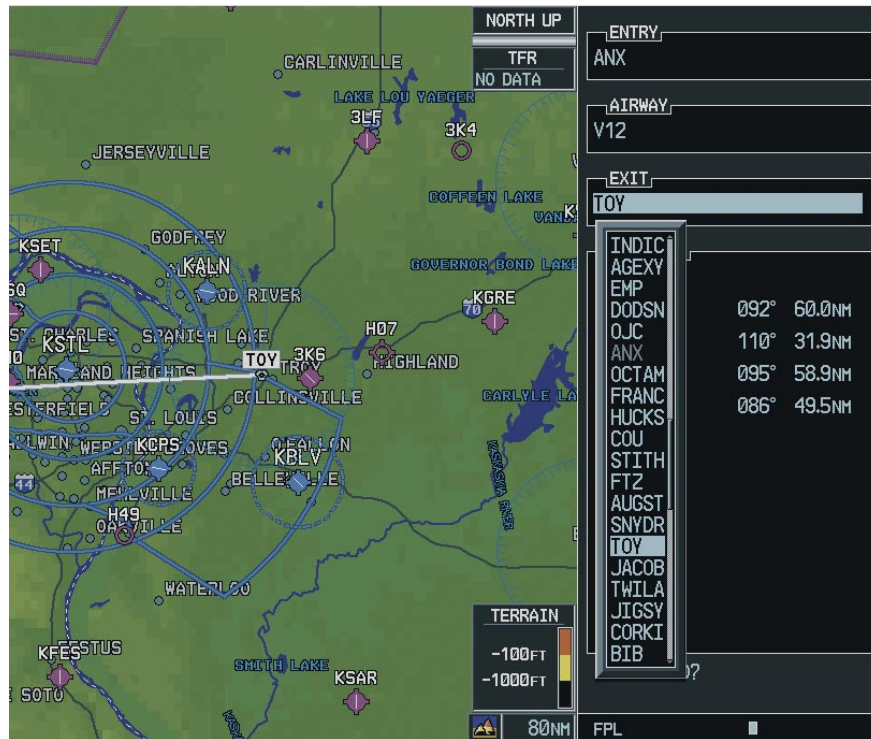 NORTH UP
TFR
NO DATA
CARLINVILLE
LAKE LOU YAEGER
3LF
3K4
JERSEYVILLE
COFFEEN LAKE
GODFREY
KSET
KALN
GOVERNOR BOND LAKE
WOOD RIVER
KGRE
70
ST. CHARLES
SPANISH LAKE
H07
KSTL
TOY
TROY
3K6
HIGHLAND
MARYLAND HEIGHTS
COLLINSVILLE
CARLYLE LA
ST. LOUIS
KCPS
O'FALLON
KBLV
AFFTO
BELLEVILLE
44
MEHLVILLE
H49
OAKVILLE
KASKASKIA RIVER
WATERLOO
KFES
FESTUS
SMITH LAKE
KSAR
SOTO
TERRAIN
-100FT
-1000FT
80NM
ENTRY
ANX
AIRWAY
V12
EXIT
TOY
INDIC
AGEXY
EMP
DODSN 092° 60.0NM
OJC 110° 31.9NM
ANX
OCTAM 095° 58.9NM
FRANC
HUCKS 086° 49.5NM
COU
STITH
FTZ
AUGST
SNYDR
TOY
JACOB
TWILA
JIGSY
CORKI
BIB
?
FPL